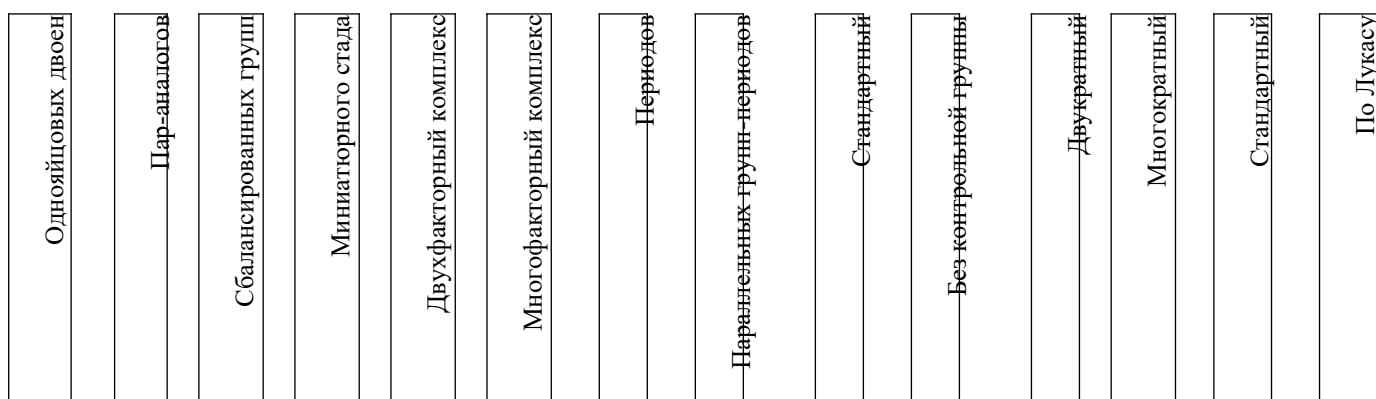 Однояйцовых двоен
Пар-аналогов
Сбалансированных групп
Миниатюрного стада
Двухфакторный комплекс
Многофакторный комплекс
Периодов
Параллельных групп-периодов
Стандартный
Без контрольной группы
Двукратный
Многократный
Стандартный
По Лукасу